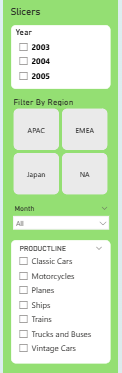 Slicers
Year
2003
2004
2005
Filter By Region
APAC
EMEA
Japan
NA
Month
All
PRODUCTLINE
Classic Cars
Motorcycles
Planes
Ships
Trains
Trucks and Buses
Vintage Cars